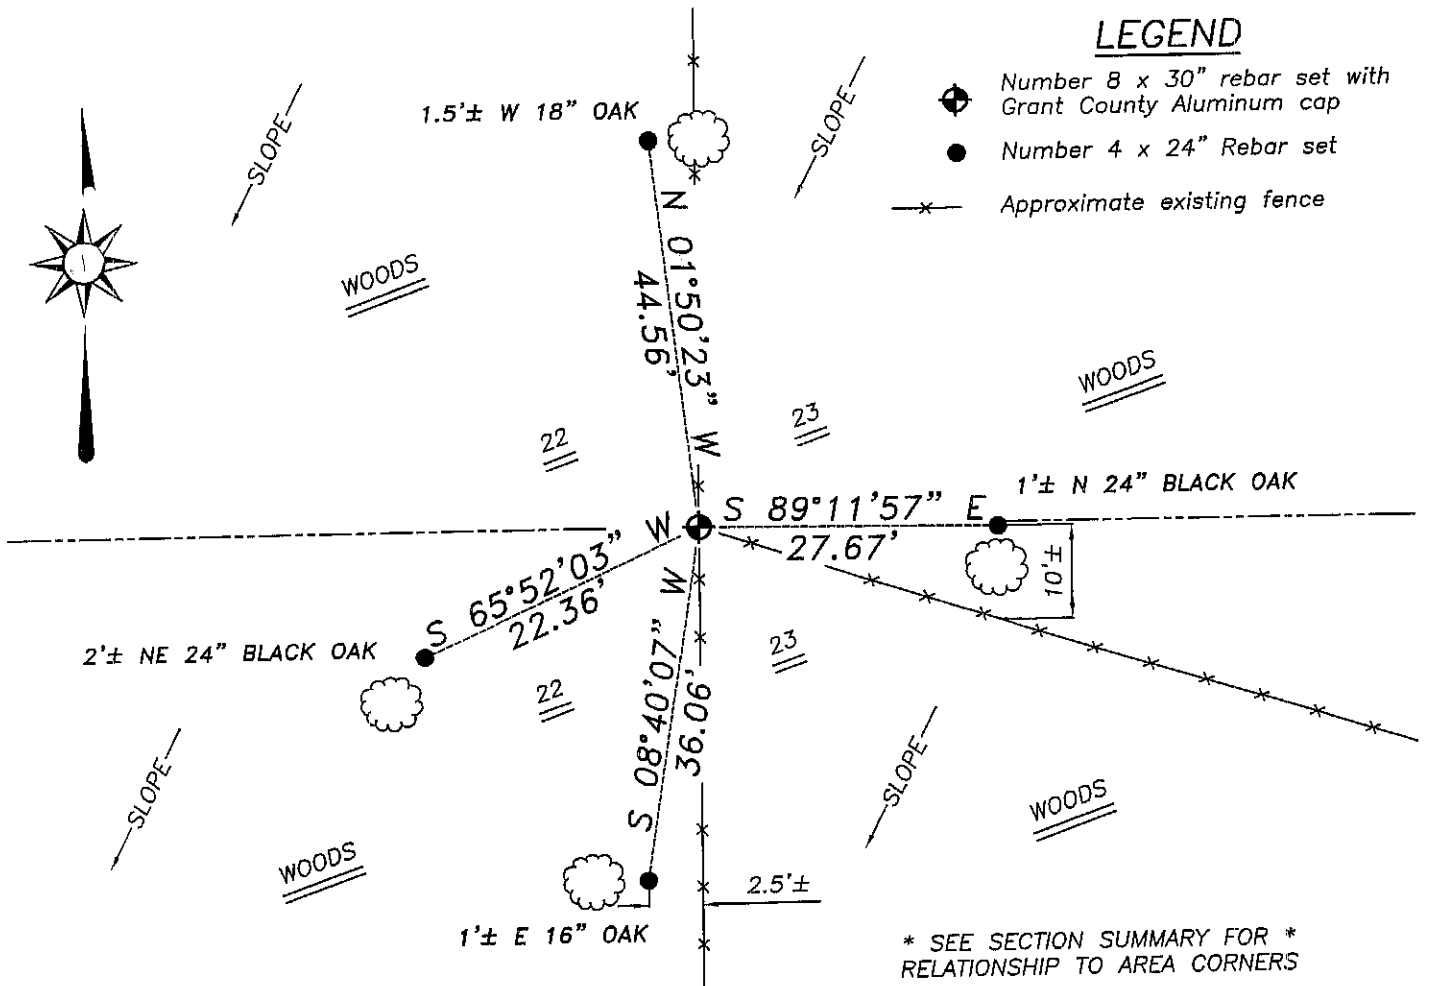 LEGEND
Number 8 x 30" rebar set with
Grant County Aluminum cap
Number 4 x 24" Rebar set
Approximate existing fence
1.5'± W 18" OAK
SLOPE
SLOPE
WOODS
N 01°50'23" W
44.56'
WOODS
22
23
1'± N 24" BLACK OAK
S 89°11'57" E
27.67'
10'±
S 65°52'03" W
22.36'
2'± NE 24" BLACK OAK
S 08°40'07" W
36.06'
22
23
SLOPE
SLOPE
WOODS
WOODS
2.5'±
1'± E 16" OAK
* SEE SECTION SUMMARY FOR *
RELATIONSHIP TO AREA CORNERS